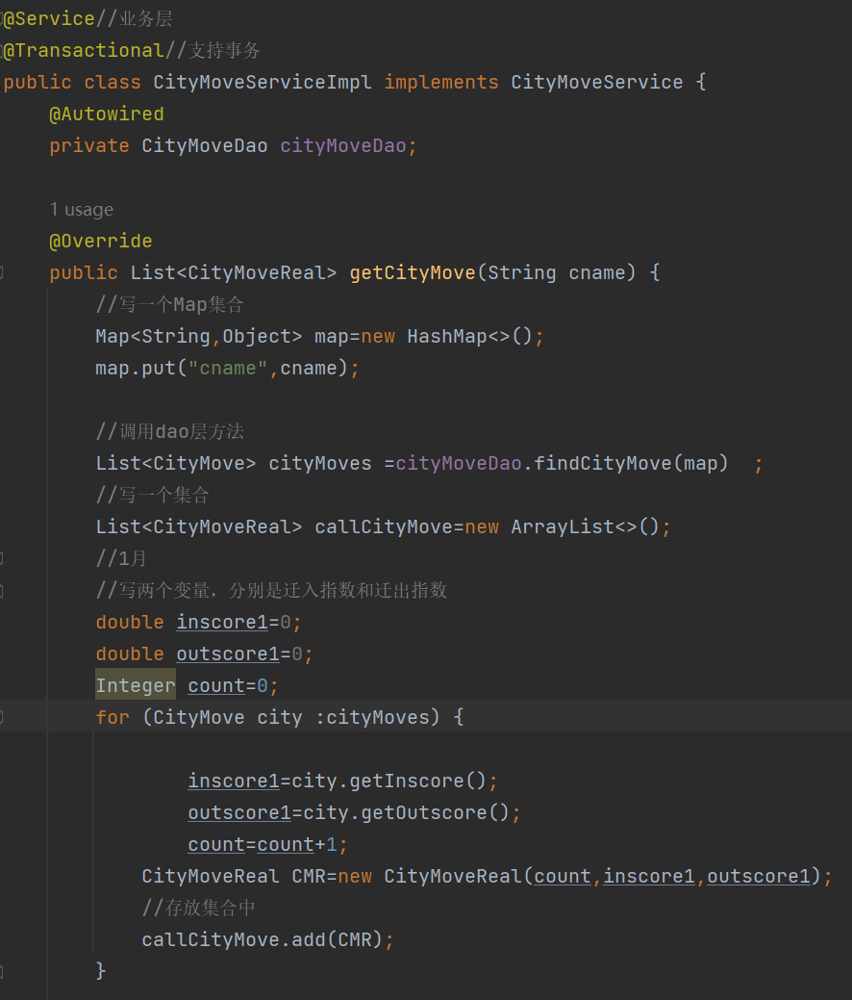 @Service//业务层
@Transactional//支持事务
public class CityMoveServiceImpl implements CityMoveService {
@Autowired
private CityMoveDao cityMoveDao;
1 usage
@Override
public List<CityMoveReal> getCityMove(String cname) {
//写一个Map集合
Map<String,Object> map=new HashMap<>();
map.put("cname",cname);
//调用dao层方法
List<CityMove> cityMoves =cityMoveDao.findCityMove(map)  ;
//写一个集合
List<CityMoveReal> callCityMove=new ArrayList<>();
//1月
//写两个变量，分别是迁入指数和迁出指数
double inscore1=0;
double outscore1=0;
Integer count=0;
for (CityMove city :cityMoves) {
inscore1=city.getInscore();
outscore1=city.getOutscore();
count=count+1;
CityMoveReal CMR=new CityMoveReal(count,inscore1,outscore1);
//存放集合中
callCityMove.add(CMR);
}